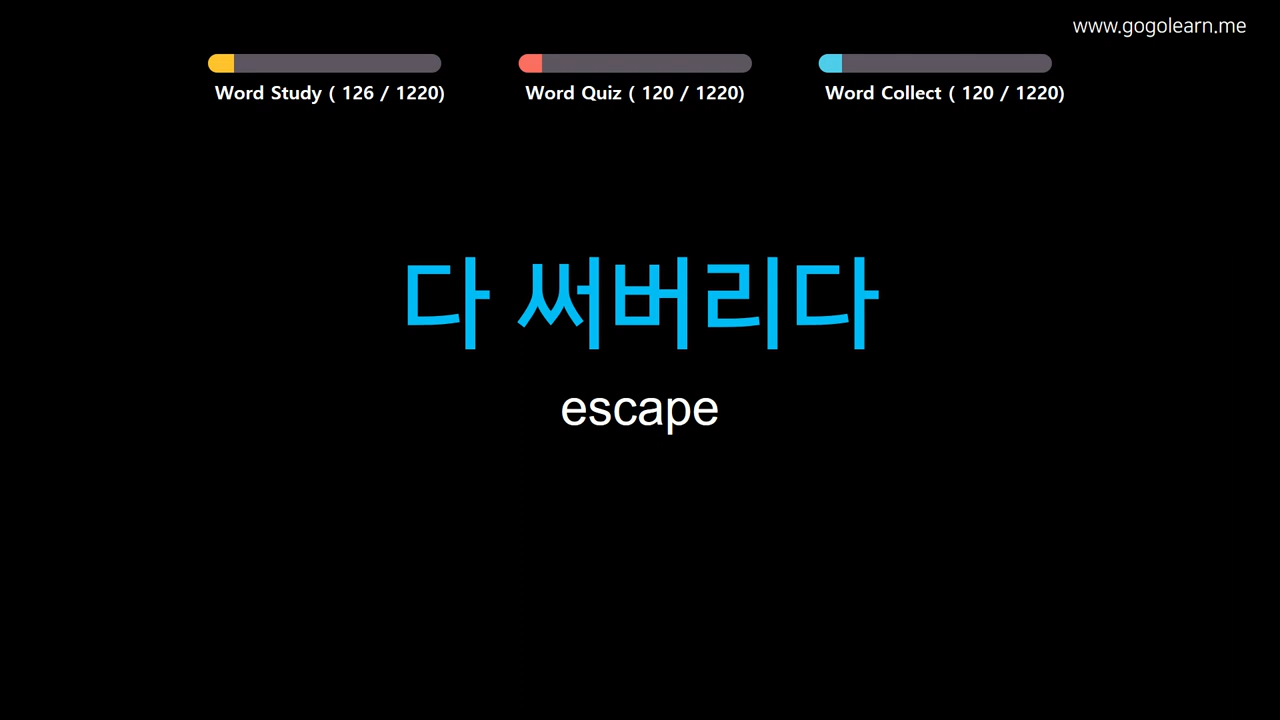 www.gogolearn.me
Word Study ( 126 / 1220)
Word Quiz ( 120 / 1220)
Word Collect ( 120 / 1220)
다 써버리다
escape